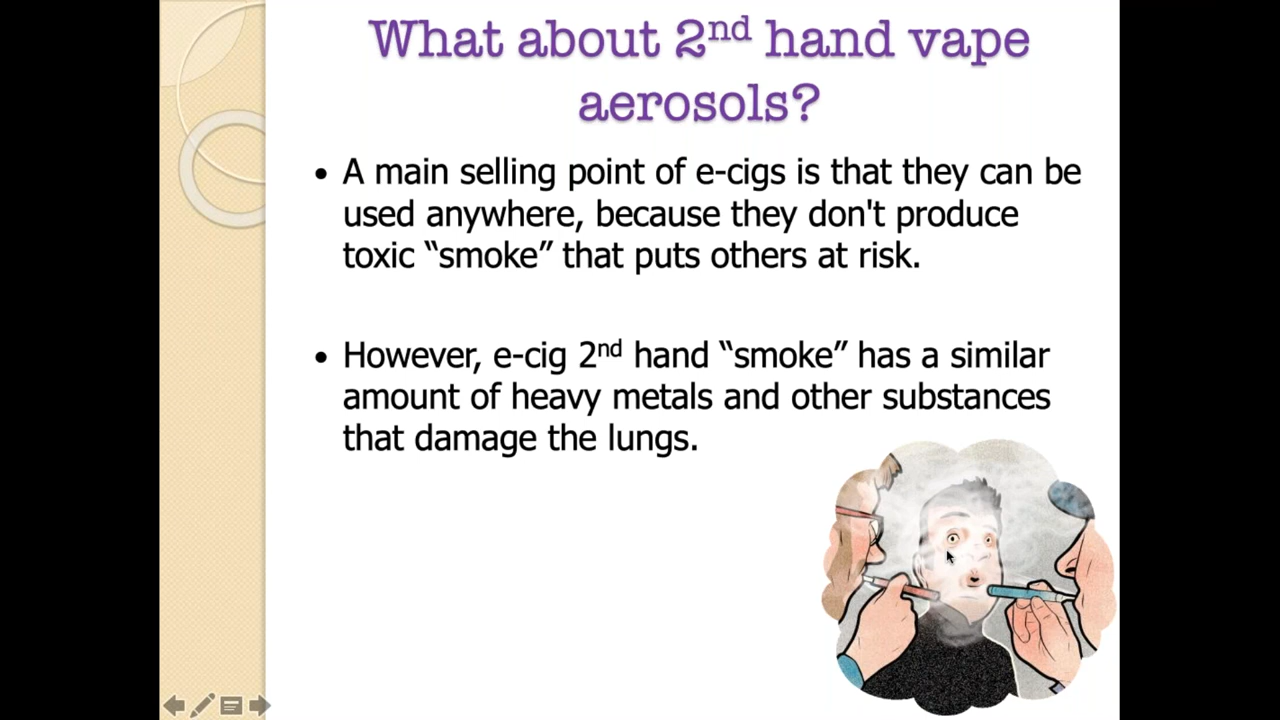 What about 2nd hand vape
aerosols?
• A main selling point of e-cigs is that they can be
used anywhere, because they don't produce
toxic “smoke” that puts others at risk.
• However, e-cig 2nd hand “smoke” has a similar
amount of heavy metals and other substances
that damage the lungs.